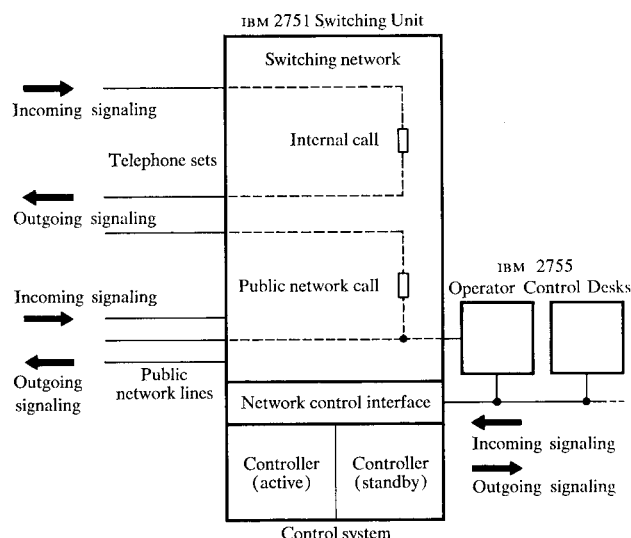 IBM 2751 Switching Unit
Switching network
Incoming signaling
Internal call
Telephone sets
Outgoing signaling
Public network call
IBM 2755
Operator Control Desks
Incoming signaling
Outgoing
signaling
Public
network lines
Network control interface
Incoming signaling
Outgoing signaling
Controller
(active)
Controller
(standby)
Control system